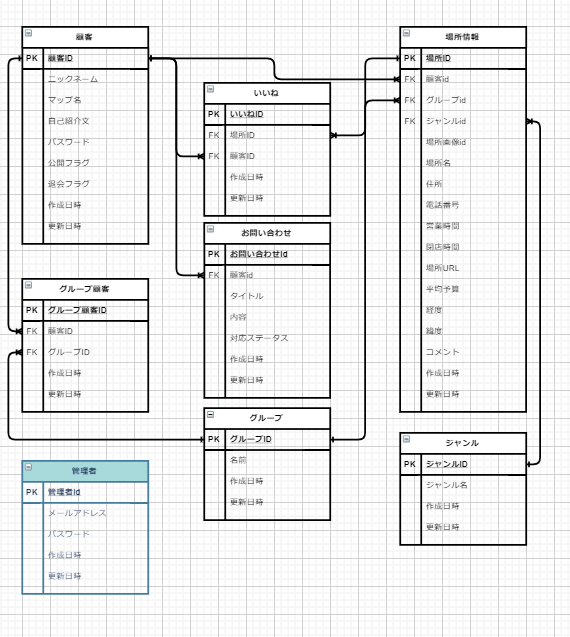 顧客
PK 顧客ID
ニックネーム
マップ名
自己紹介文
パスワード
公開フラグ
退会フラグ
作成日時
更新日時
グループ顧客
PK グループ顧客ID
FK 顧客ID
FK グループID
作成日時
更新日時
管理者
PK 管理者id
メールアドレス
パスワード
作成日時
更新日時
いいね
PK いいねID
FK 場所ID
FK 顧客ID
作成日時
更新日時
お問い合わせ
PK お問い合わせid
FK 顧客id
タイトル
内容
対応ステータス
作成日時
更新日時
グループ
PK グループID
名前
作成日時
更新日時
場所情報
PK 場所ID
FK 顧客id
FK グループid
FK ジャンルid
場所画像id
場所名
住所
電話番号
営業時間
閉店時間
場所URL
平均予算
経度
緯度
コメント
作成日時
更新日時
ジャンル
PK ジャンルID
ジャンル名
作成日時
更新日時